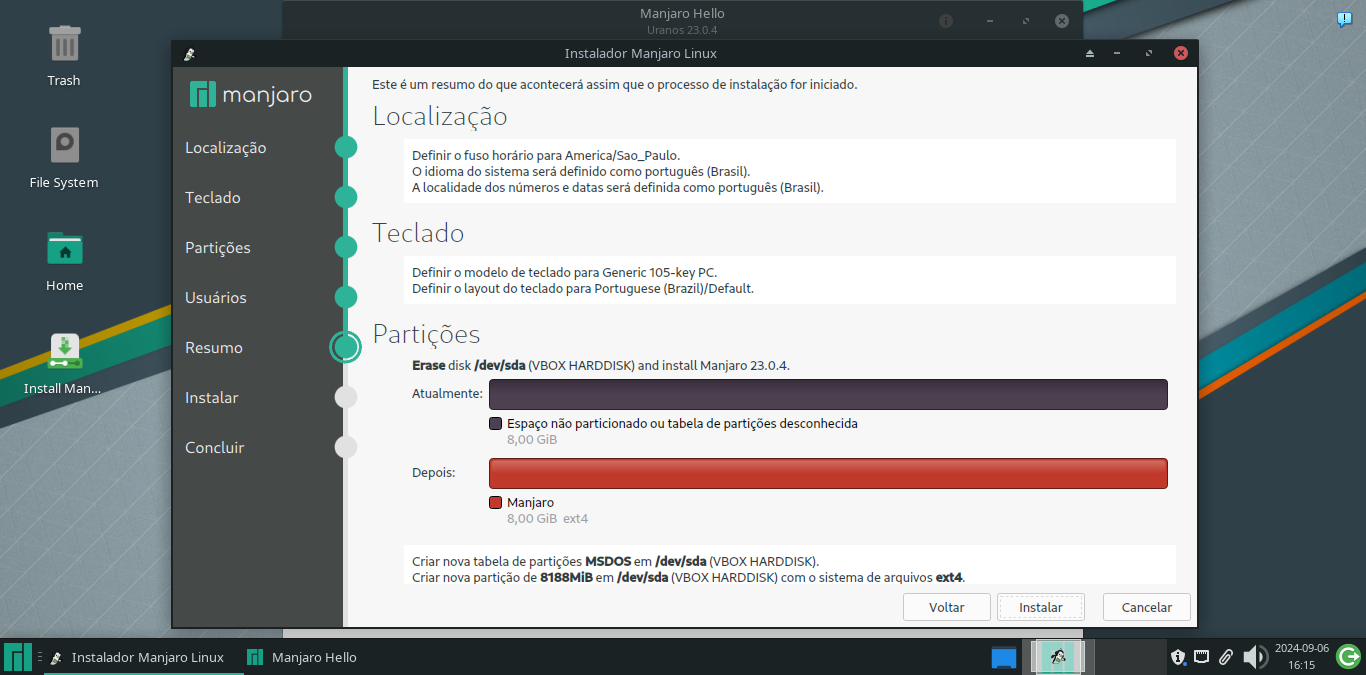 Manjaro Hello
Uranos 23.0.4
Trash
File System
Home
Install Man...
Instalador Manjaro Linux
manjaro
Localização
Teclado
Partições
Usuários
Resumo
Instalar
Concluir
Este é um resumo do que acontecerá assim que o processo de instalação for iniciado.
Localização
Definir o fuso horário para America/Sao_Paulo.
O idioma do sistema será definido como português (Brasil).
A localidade dos números e datas será definida como português (Brasil).
Teclado
Definir o modelo de teclado para Generic 105-key PC.
Definir o layout do teclado para Portuguese (Brazil)/Default.
Partições
Erase disk /dev/sda (VBOX HARDDISK) and install Manjaro 23.0.4.
Atualmente:
Espaço não particionado ou tabela de partições desconhecida
8,00 GiB
Depois:
Manjaro
8,00 GiB ext4
Criar nova tabela de partições MSDOS em /dev/sda (VBOX HARDDISK).
Criar nova partição de 8188MiB em /dev/sda (VBOX HARDDISK) com o sistema de arquivos ext4.
Voltar
Instalar
Cancelar
Instalador Manjaro Linux
Manjaro Hello
2024-09-06
16:15